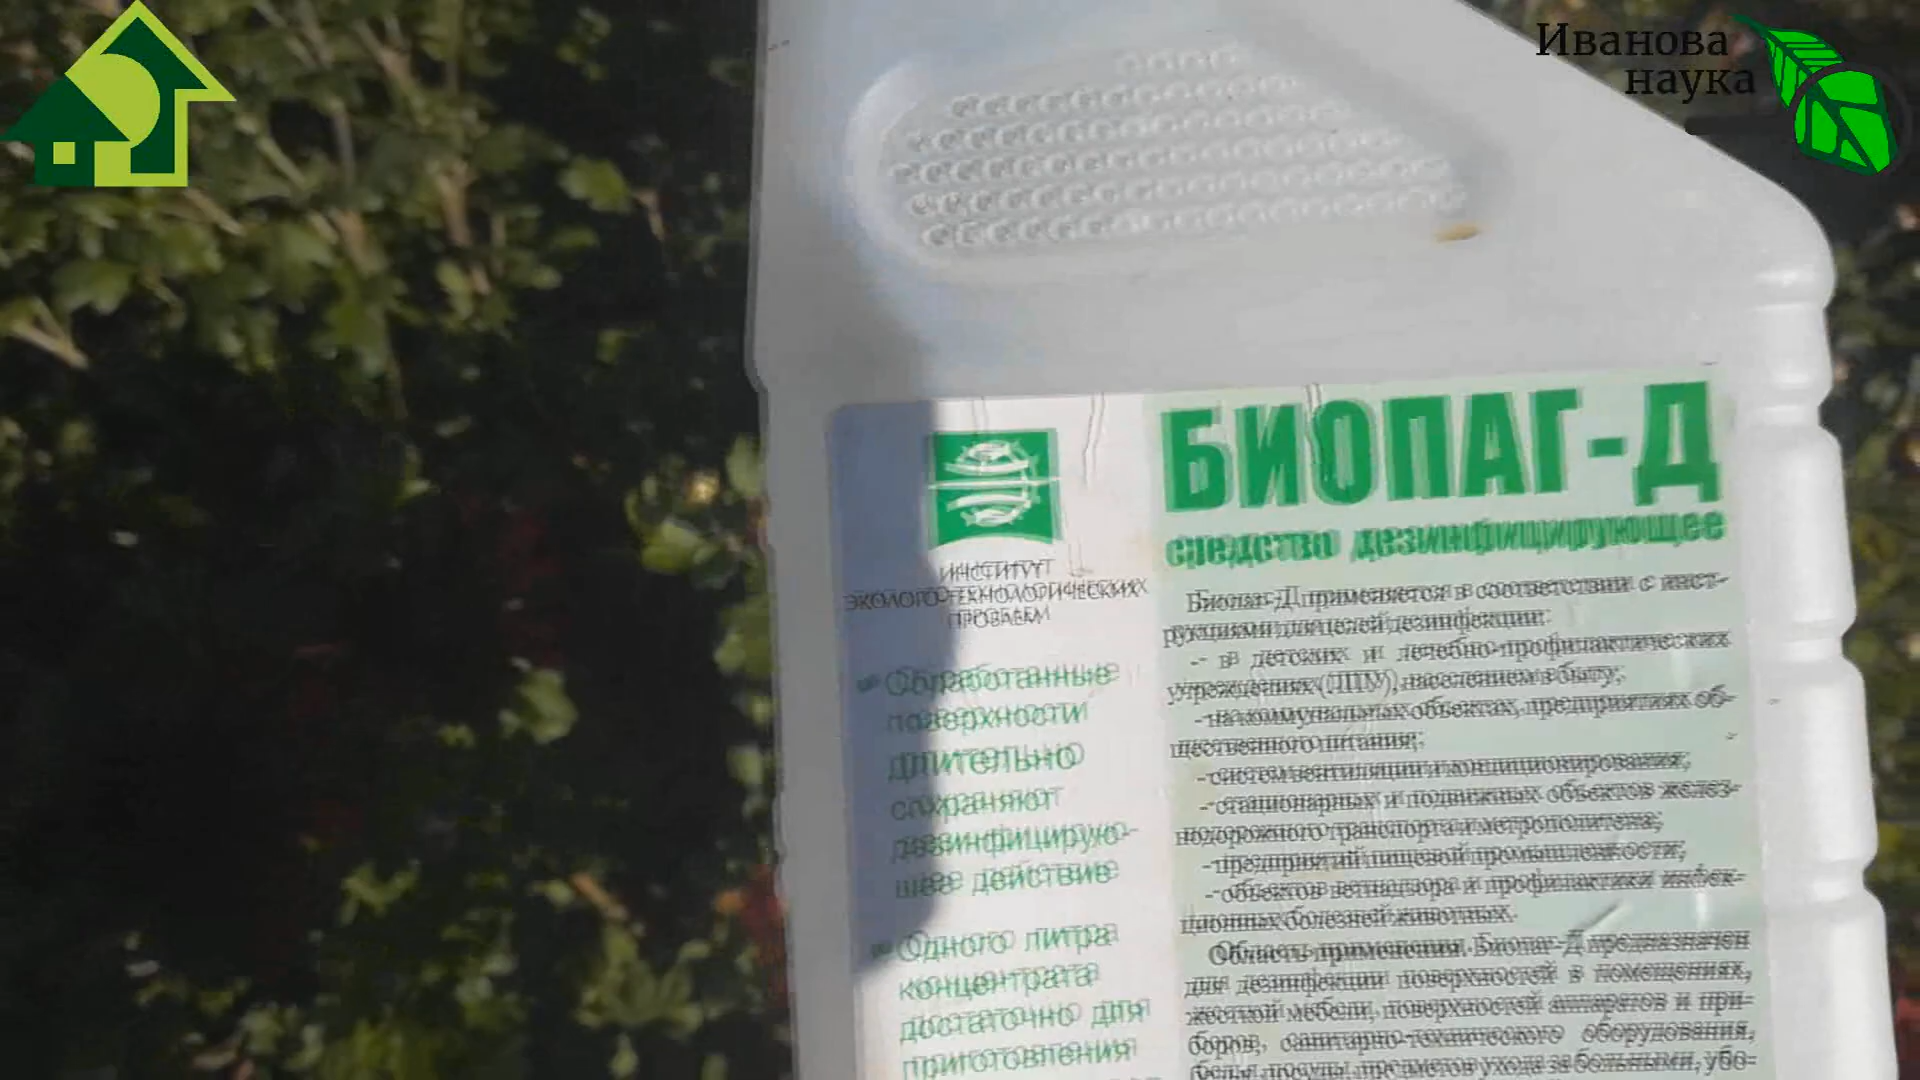 Иванова
наука
БИОПАГ-Д
средство дезинфицирующее
ИНСТИТУТ
ЭКОЛОГО-ТЕХНОЛОГИЧЕСКИХ
ПРОБЛЕМ
Обработанные
поверхности
длительно
сохраняют
дезинфицирую-
щее действие
Одного литра
концентрата
достаточно для
приготовления
Биопаг-Д применяется в соответствии с инст-
рукциями для целей дезинфекции:
- в детских и лечебно-профилактических
учреждениях (ЛПУ), населением в быту;
- на коммунальных объектах, предприятиях об-
щественного питания;
- систем вентиляции и кондиционирования;
- стационарных и подвижных объектов желез-
нодорожного транспорта и метрополитена;
- предприятий пищевой промышленности;
- объектов ветнадзора и профилактики инфек-
ционных болезней животных.
Область применения. Биопаг-Д предназначен
для дезинфекции поверхностей в помещениях,
жесткой мебели, поверхностей аппаратов и при-
боров, санитарно-технического оборудования,
белья, посуды, предметов ухода за больными, убо-